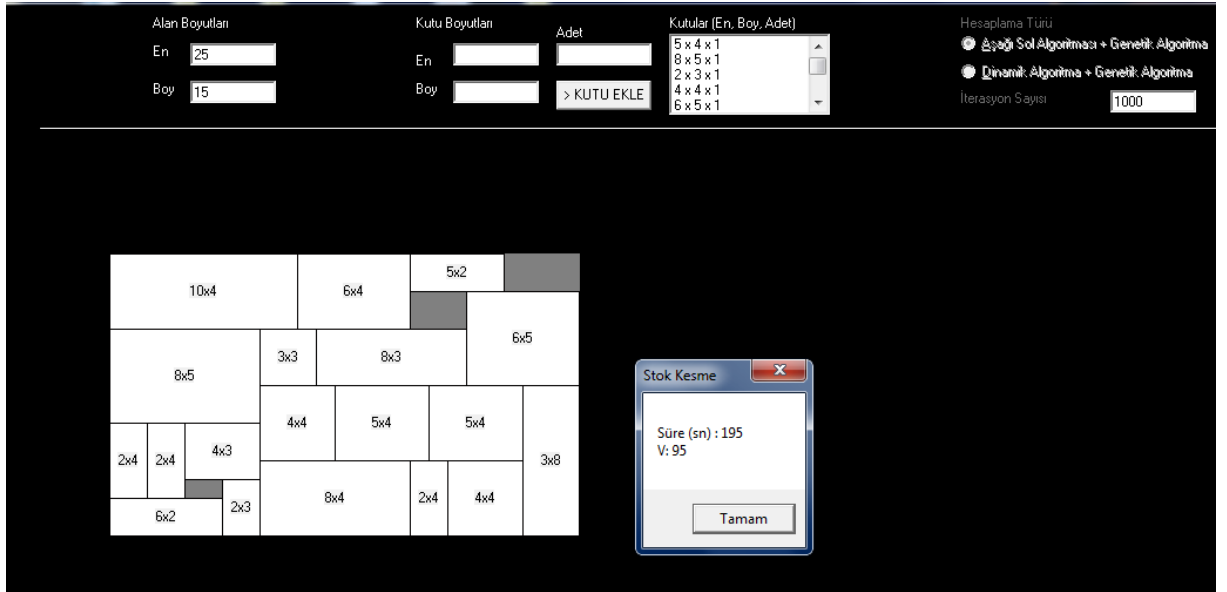 Alan Boyutları
En 25
Boy 15
Kutu Boyutları
En
Boy
Adet
> KUTU EKLE
Kutular (En, Boy, Adet)
5 x 4 x 1
8 x 5 x 1
2 x 3 x 1
4 x 4 x 1
6 x 5 x 1
Hesaplama Türü
Aşağı Sol Algoritması + Genetik Algoritma
Dinamik Algoritma + Genetik Algoritma
İterasyon Sayısı 1000
10x4
6x4
5x2
6x5
8x5
3x3
8x3
4x4
5x4
5x4
3x8
2x4
2x4
4x3
6x2
2x3
8x4
2x4
4x4
Stok Kesme
Süre (sn) : 195
V: 95
Tamam